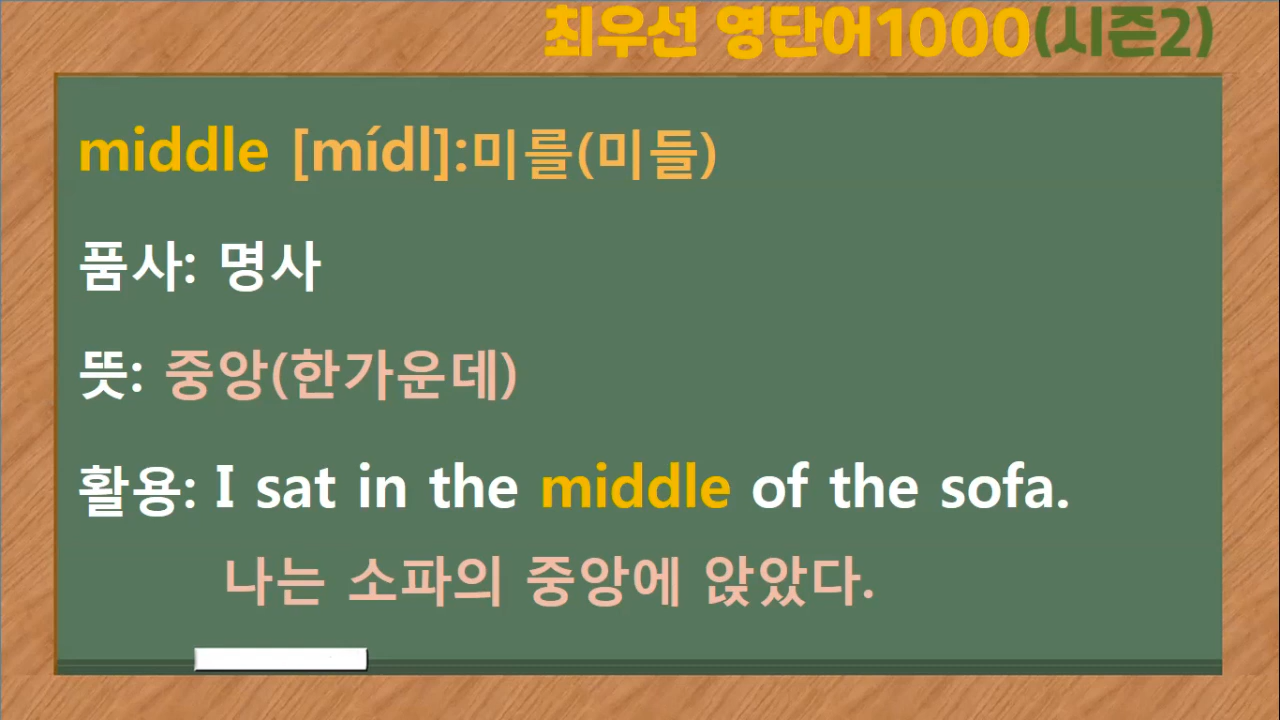 최우선 영단어1000(시즌2)
middle [mídl]:미를(미들)
품사: 명사
뜻: 중앙(한가운데)
활용: I sat in the middle of the sofa.
나는 소파의 중앙에 앉았다.